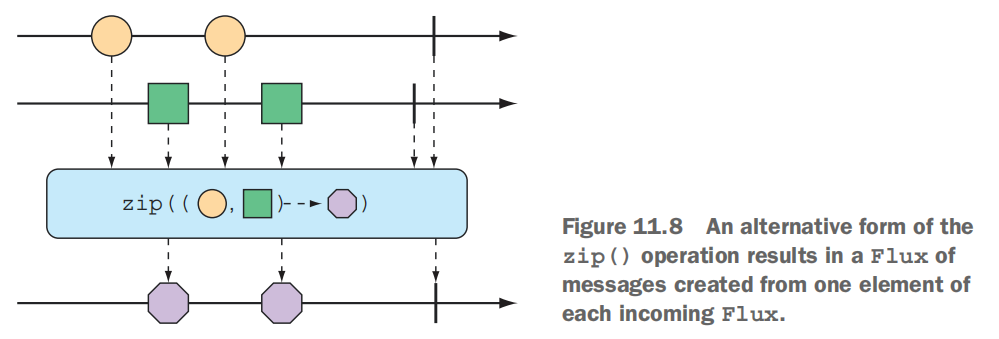 zip(( , )-- )
Figure 11.8 An alternative form of the
zip() operation results in a Flux of
messages created from one element of
each incoming Flux.